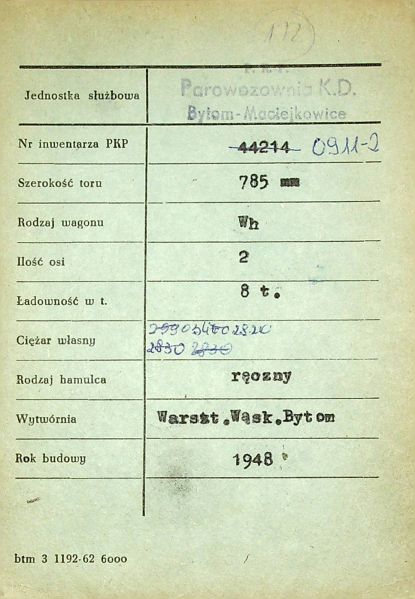 (112)
P.K.P.
Jednostka służbowa Parowozownia K.D.
Bytom-Maciejkowice
Nr inwentarza PKP 44214 0911-2
Szerokość toru 785 mm
Rodzaj wagonu Wh
Ilość osi 2
Ładowność w t. 8 t.
Ciężar własny 2820
2830 2830
Rodzaj hamulca ręczny
Wytwórnia Warszt.Wąsk.Bytom
Rok budowy 1948
btm 3 1192-62 6000